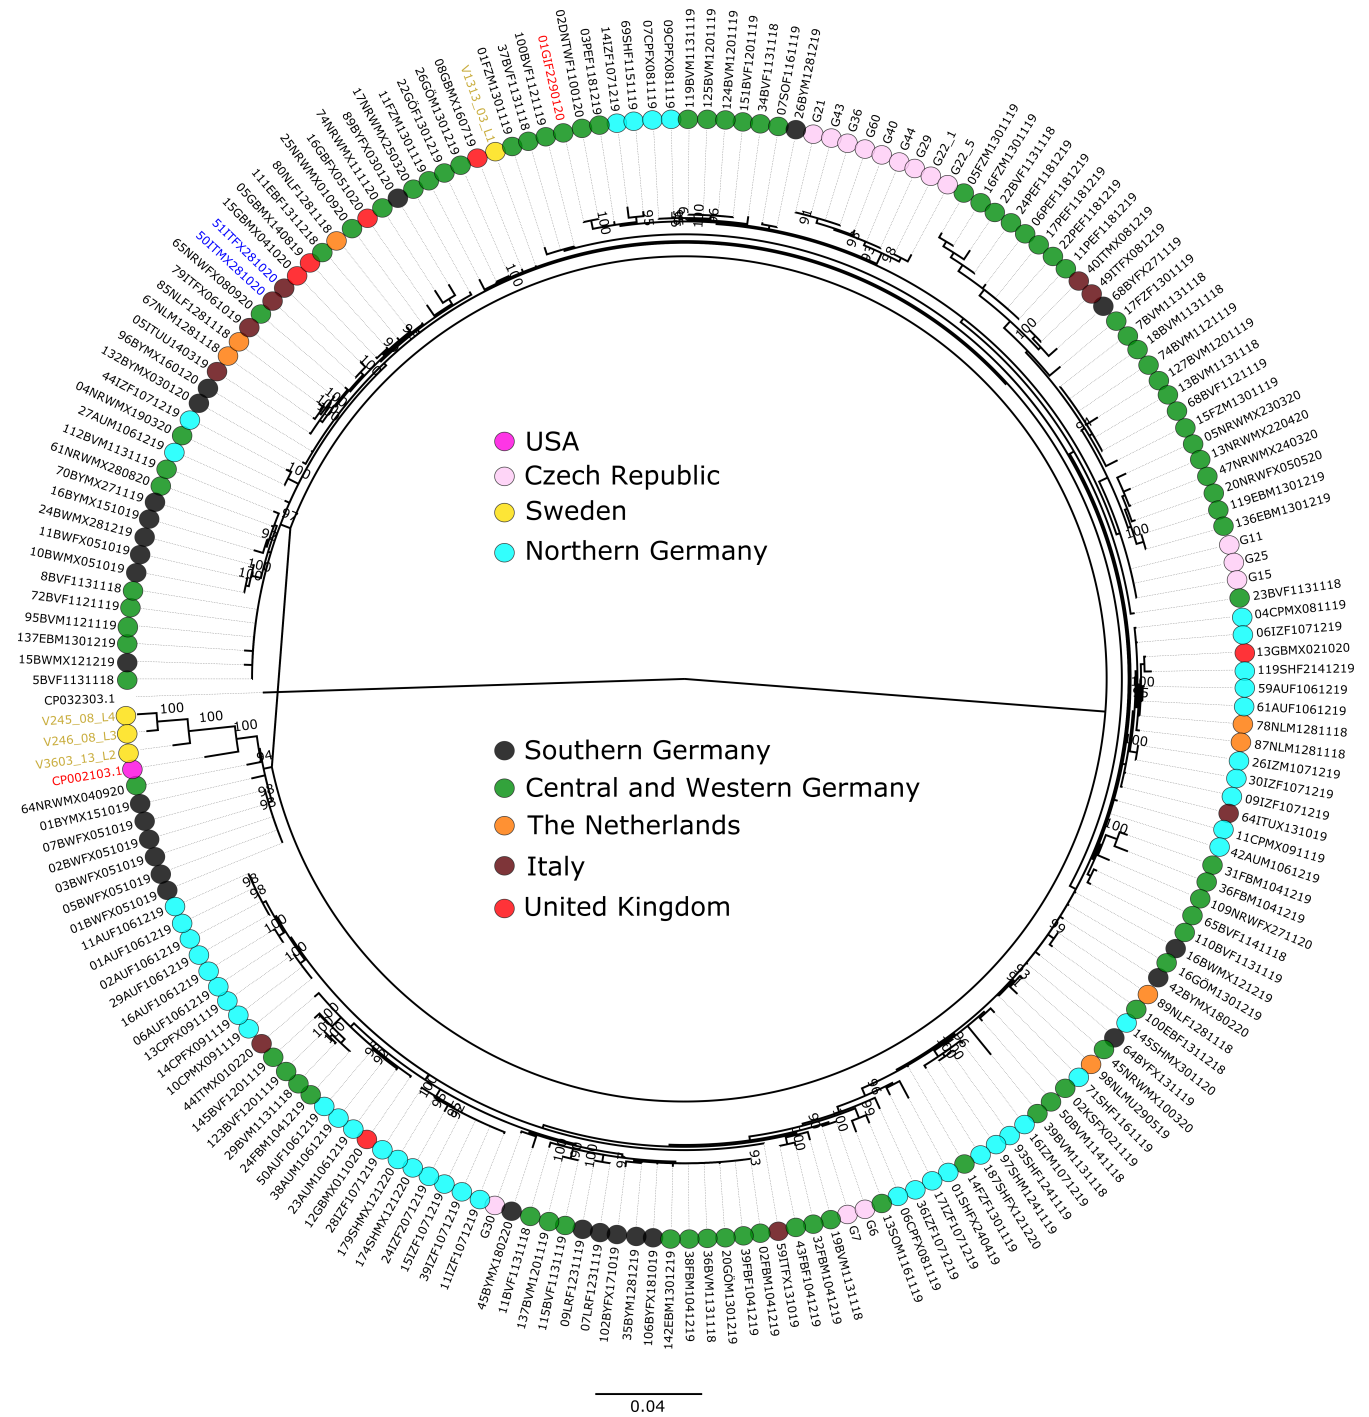 02DNTWF1100120
03PEF1181219
14IZF1071219
69SHF1151119
07CPFX081119
09CPFX081119
119BVM1131119
125BVM1201119
124BVM1201119
151BVF1201119
34BVF1131118
07SOF1161119
26BYM1281219
G21
G43
G36
G60
G40
G44
G29
G22_1
G22_5
05FZM1301119
16FZM1301119
22BVF1131118
24PEF1181219
06PEF1181219
17PEF1181219
22PEF1181219
11PEF1181219
40ITMX081219
49ITFX081219
68BYFX271119
17FZF1301119
7BVM1131118
18BVM1131118
74BVM1121119
127BVM1201119
13BVM1131118
68BVF1121119
15FZM1301119
05NRWMX230320
13NRWMX220420
47NRWMX240320
20NRWFX050520
119EBM1301219
136EBM1301219
G11
G25
G15
23BVF1131118
04CPMX081119
06IZF1071219
13GBMX021020
119SHF2141219
59AUF1061219
61AUF1061219
78NLM1281118
87NLM1281118
26IZM1071219
30IZF1071219
09IZF1071219
64ITUX131019
11CPMX091119
42AUM1061219
31FBM1041219
36FBM1041219
109NRWFX271120
65BVF1141118
110BVF1131119
16BWMX121219
16GÖM1301219
42BYMX180220
89NLF1281118
100EBF1311218
145SHMX301120
64BYFX131119
45NRWMX100320
98NLMU290519
71SHF1161119
02KSFX021119
50BVM1141118
39BVM1131118
16IZM1071219
93SHF1241119
97SHM1241119
187SHFX121220
14FZF1301119
01SHFX240419
17IZF1071219
36IZF1071219
06CPFX081119
13SOM1161119
G6
G7
19BVM1131118
32FBM1041219
43FBF1041219
59ITFX131019
02FBM1041219
39FBF1041219
20GÖM1301219
36BVM1131118
38FBM1041219
142EBM1301219
106BYFX181019
35BYM1281219
102BYFX171019
07LRF1231119
09LRF1231119
115BVF1131119
137BVM1201119
11BVF1131118
45BYMX180220
G30
11IZF1071219
39IZF1071219
15IZF1071219
24IZF2071219
174SHMX121220
179SHMX121220
28IZF1071219
12GBMX011020
23AUM1061219
38AUM1061219
50AUF1061219
24FBM1041219
29BVM1131118
123BVF1201119
145BVF1201119
44ITMX010220
10CPMX091119
14CPFX091119
13CPFX091119
06AUF1061219
16AUF1061219
29AUF1061219
02AUF1061219
01AUF1061219
11AUF1061219
01BWFX051019
05BWFX051019
03BWFX051019
02BWFX051019
07BWFX051019
01BYMX151019
64NRWMX040920
CP002103.1
V3603_13_L2
V246_08_L3
V245_08_L4
CP032303.1
5BVF1131118
15BWMX121219
137EBM1301219
95BVM1121119
72BVF1121119
8BVF1131118
10BWMX051019
11BWFX051019
24BWMX281219
16BYMX151019
70BYMX271119
61NRWMX280820
112BVM1131119
27AUM1061219
04NRWMX190320
44IZF1071219
132BYMX030120
96BYMX160120
05ITUU140319
67NLM1281118
85NLF1281118
79ITFX061019
65NRWFX080920
50ITMX281020
51ITFX281020
15GBMX041020
05GBMX140819
111EBF1311218
80NLF1281118
25NRWMX010920
16GBFX051020
74NRWMX111120
89BYFX030120
17NRWMX250320
11FZM1301119
22GÖF1301219
26GÖM1301219
08GBMX160719
V1313_03_L1
01FZM1301119
37BVF1131118
100BVF1121119
01GIF2290120
USA
Czech Republic
Sweden
Northern Germany
Southern Germany
Central and Western Germany
The Netherlands
Italy
United Kingdom
100
100
100
94
0.04